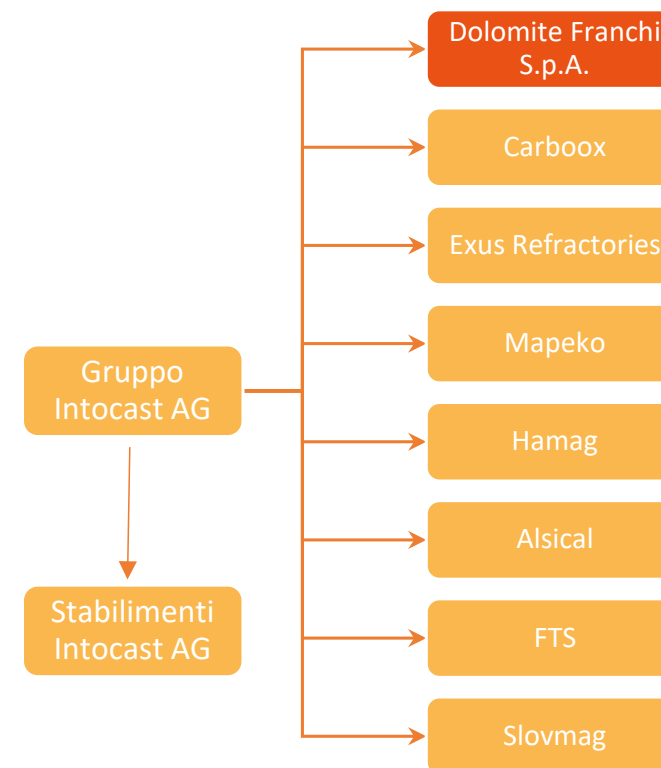 Dolomite Franchi
S.p.A.
Carboox
Exus Refractories
Mapeko
Gruppo
Intocast AG
Hamag
Alsical
Stabilimenti
Intocast AG
FTS
Slovmag